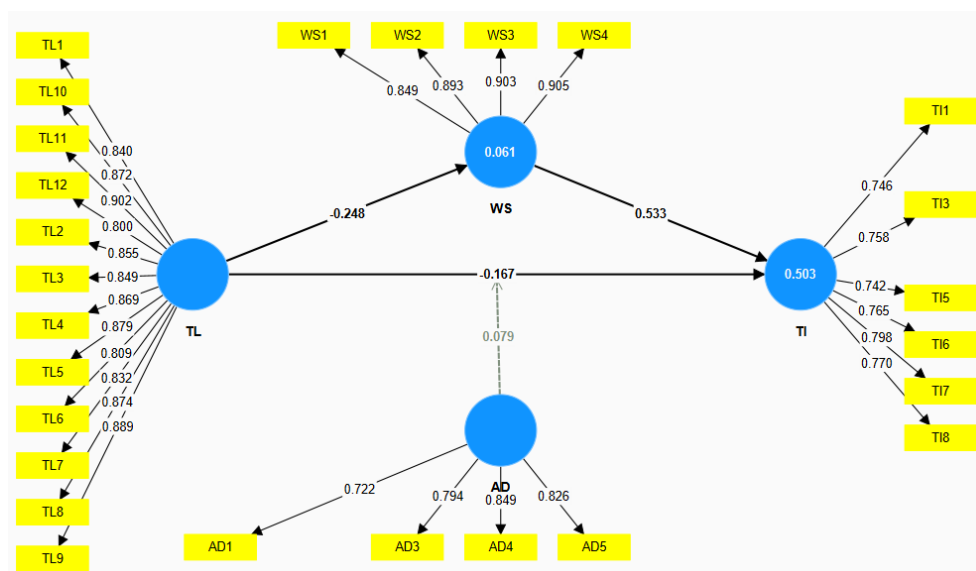 WS1
WS2
WS3
WS4
TL1
TL10
TL11
TL12
TL2
TL3
TL4
TL5
TL6
TL7
TL8
TL9
0.840
0.872
0.902
0.800
0.855
0.849
0.869
0.879
0.809
0.832
0.874
0.889
TL
0.849
0.893
0.903
0.905
0.061
WS
-0.248
0.533
-0.167
0.079
0.503
TI
0.746
0.758
0.742
0.765
0.798
0.770
TI1
TI3
TI5
TI6
TI7
TI8
AD
0.722
0.794
0.849
0.826
AD1
AD3
AD4
AD5